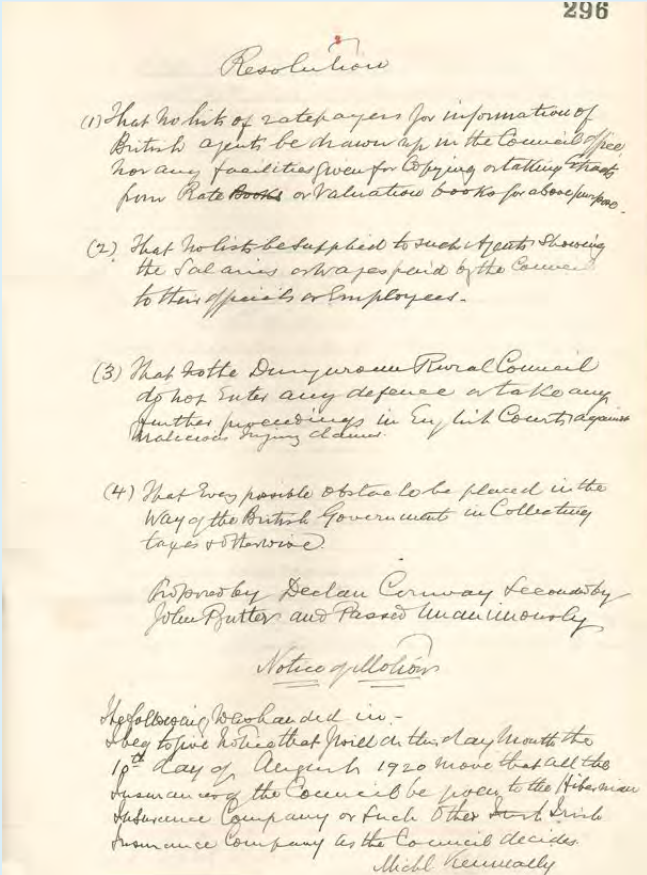 296
Resolution
(1) That no lists of ratepayers for information of
British agents be drawn up in the Council office
nor any facilities given for Copying or taking Extracts
from Rate Books or Valuation books for above purpose.
(2) That no lists be supplied to such Agents showing
the Salaries or wages paid by the Council
to their officials or Employees.
(3) That the Dungarvan Rural Council
do not Enter any defence or take any
further proceedings in English Courts against
malicious injury claims.
(4) That Every possible obstacle be placed in the
way of the British Government in Collecting
taxes & otherwise.
Proposed by Declan Conway Seconded by
John Butler and Passed Unanimously
Notice of Motion
The following was handed in -
I beg to give notice that I will on this day month the
10th day of August 1920 move that all the
Insurances of the Council be given to the Hibernian
Insurance Company or such other Irish
Insurance Company as the Council decides.
Michl Kenneally